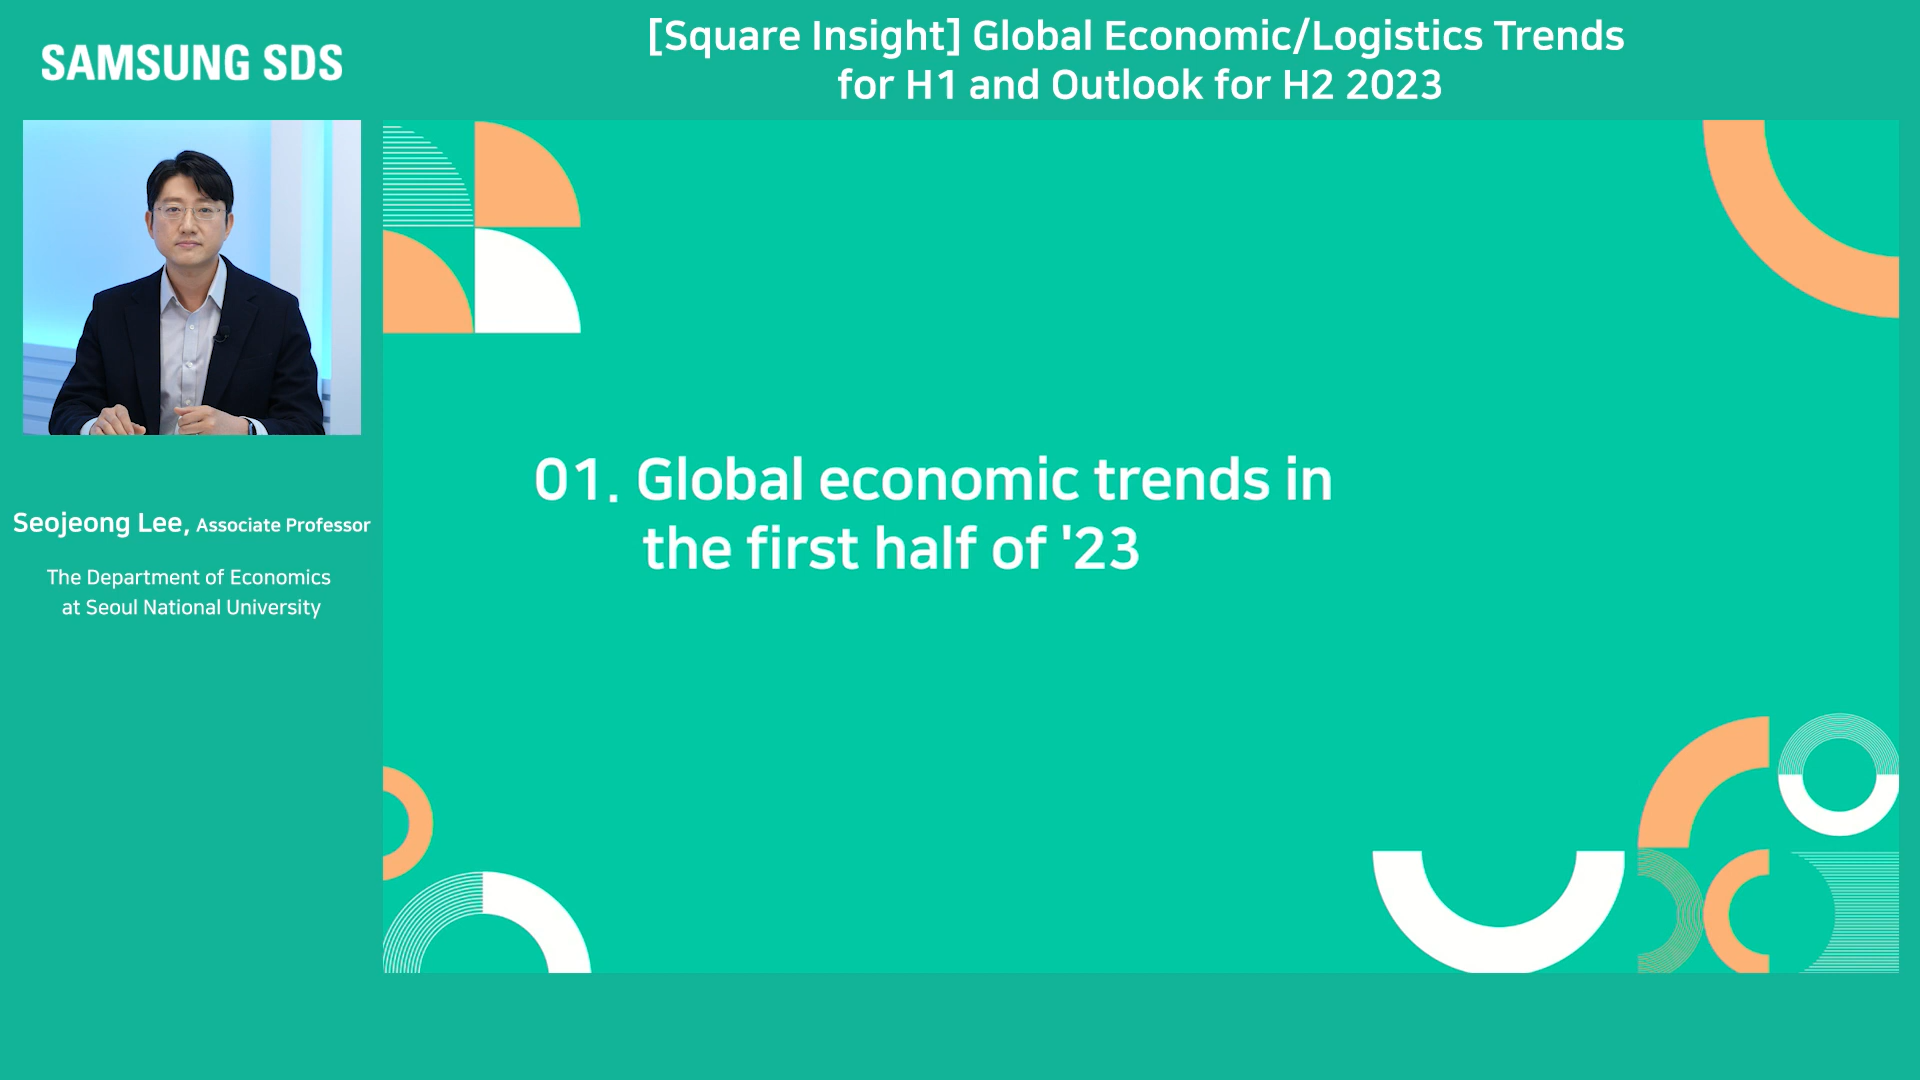 SAMSUNG SDS
[Square Insight] Global Economic/Logistics Trends
for H1 and Outlook for H2 2023
Seojeong Lee, Associate Professor
The Department of Economics
at Seoul National University
01. Global economic trends in
the first half of '23